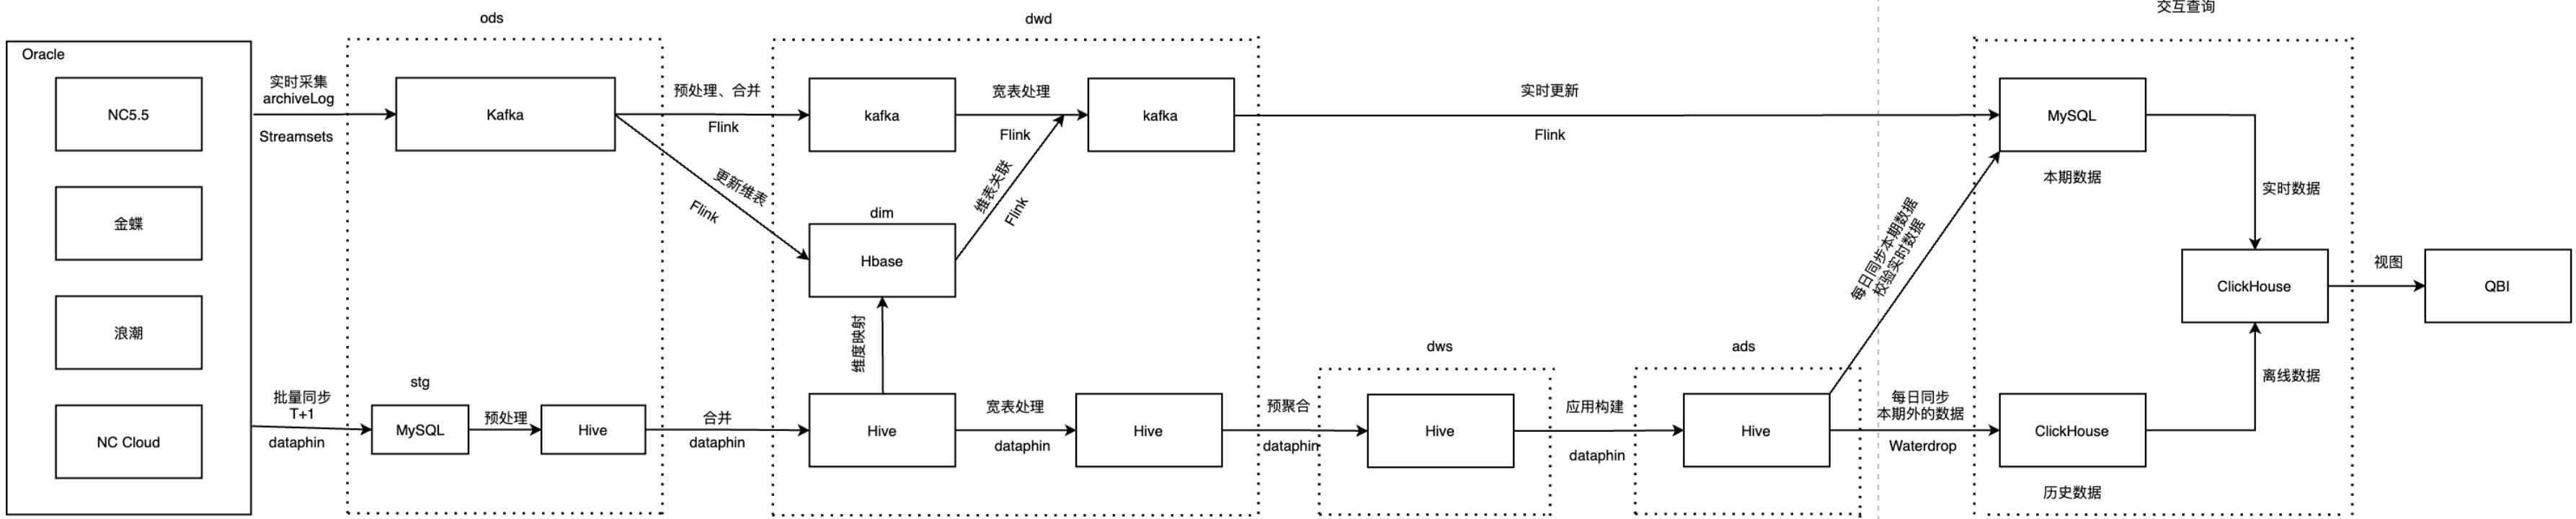 Oracle
NC5.5
金蝶
浪潮
NC Cloud
实时采集
archiveLog
Streamsets
批量同步
T+1
dataphin
ods
Kafka
stg
MySQL
预处理
Hive
预处理、合并
Flink
更新维表
Flink
合并
dataphin
dwd
kafka
宽表处理
Flink
kafka
维表关联
Flink
dim
Hbase
维度映射
Hive
宽表处理
dataphin
Hive
预聚合
dataphin
dws
Hive
应用构建
dataphin
ads
Hive
实时更新
Flink
每日同步本期数据
校验实时数据
每日同步
本期外的数据
Waterdrop
交互查询
MySQL
本期数据
实时数据
ClickHouse
离线数据
ClickHouse
历史数据
视图
QBI